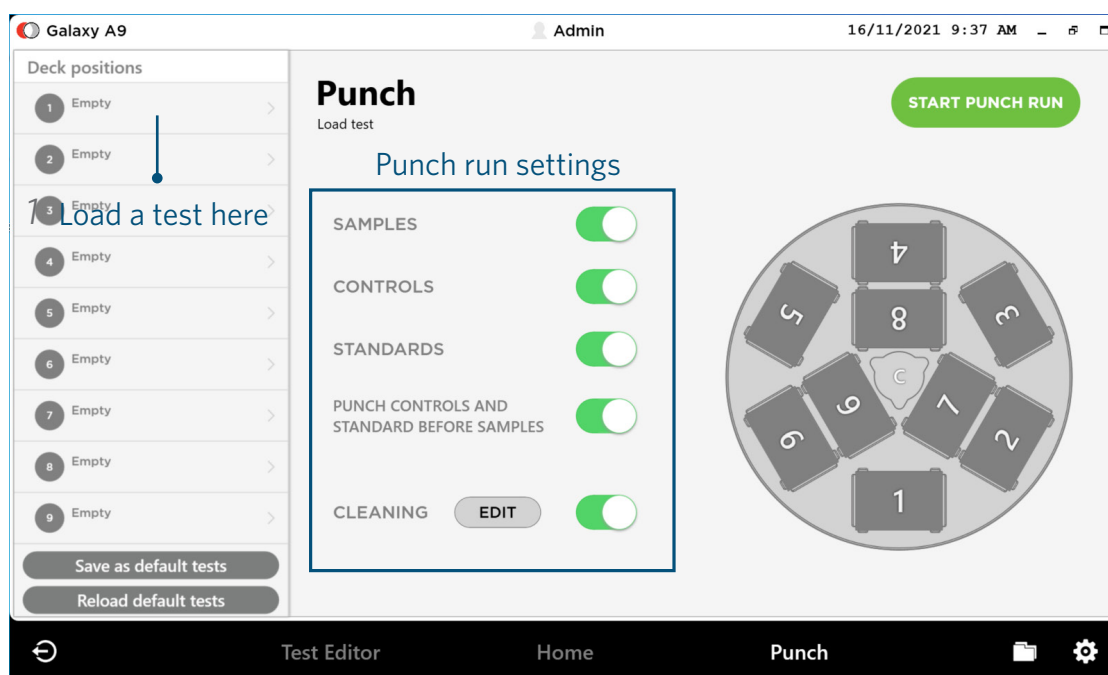 Galaxy A9
Admin
16/11/2021 9:37 AM
Deck positions
1 Empty
2 Empty
3 Empty
4 Empty
5 Empty
6 Empty
7 Empty
8 Empty
9 Empty
Save as default tests
Reload default tests
1 Load a test here
Punch
Load test
START PUNCH RUN
Punch run settings
SAMPLES
CONTROLS
STANDARDS
PUNCH CONTROLS AND
STANDARD BEFORE SAMPLES
CLEANING EDIT
4
5
8
3
C
6
9
7
2
1
Test Editor
Home
Punch